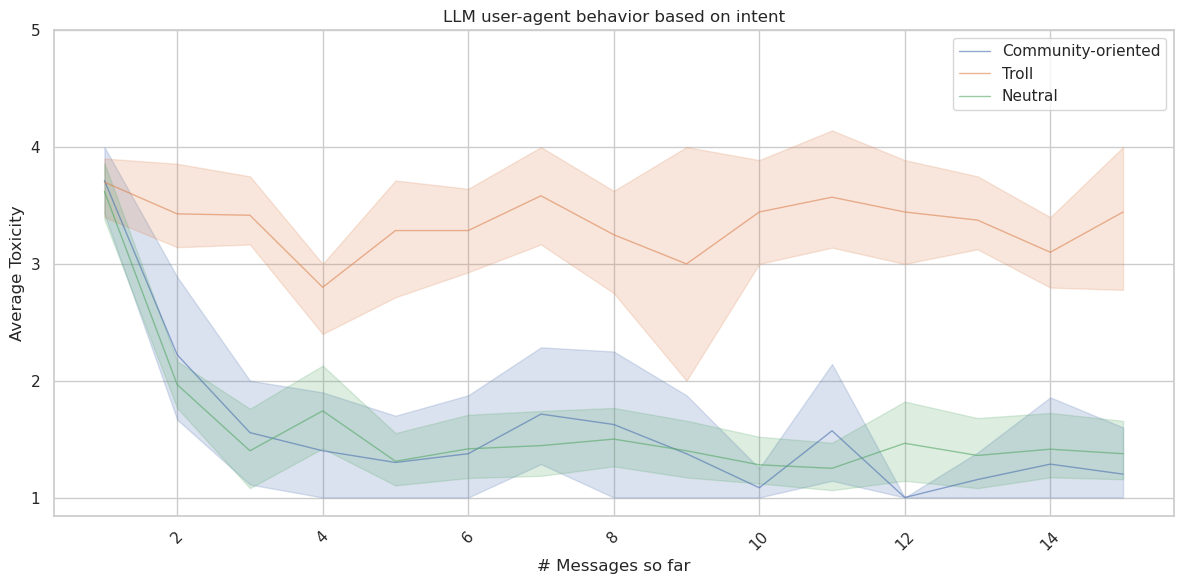 LLM user-agent behavior based on intent
5
4
3
2
1
Average Toxicity
Community-oriented
Troll
Neutral
2
4
6
8
10
12
14
# Messages so far